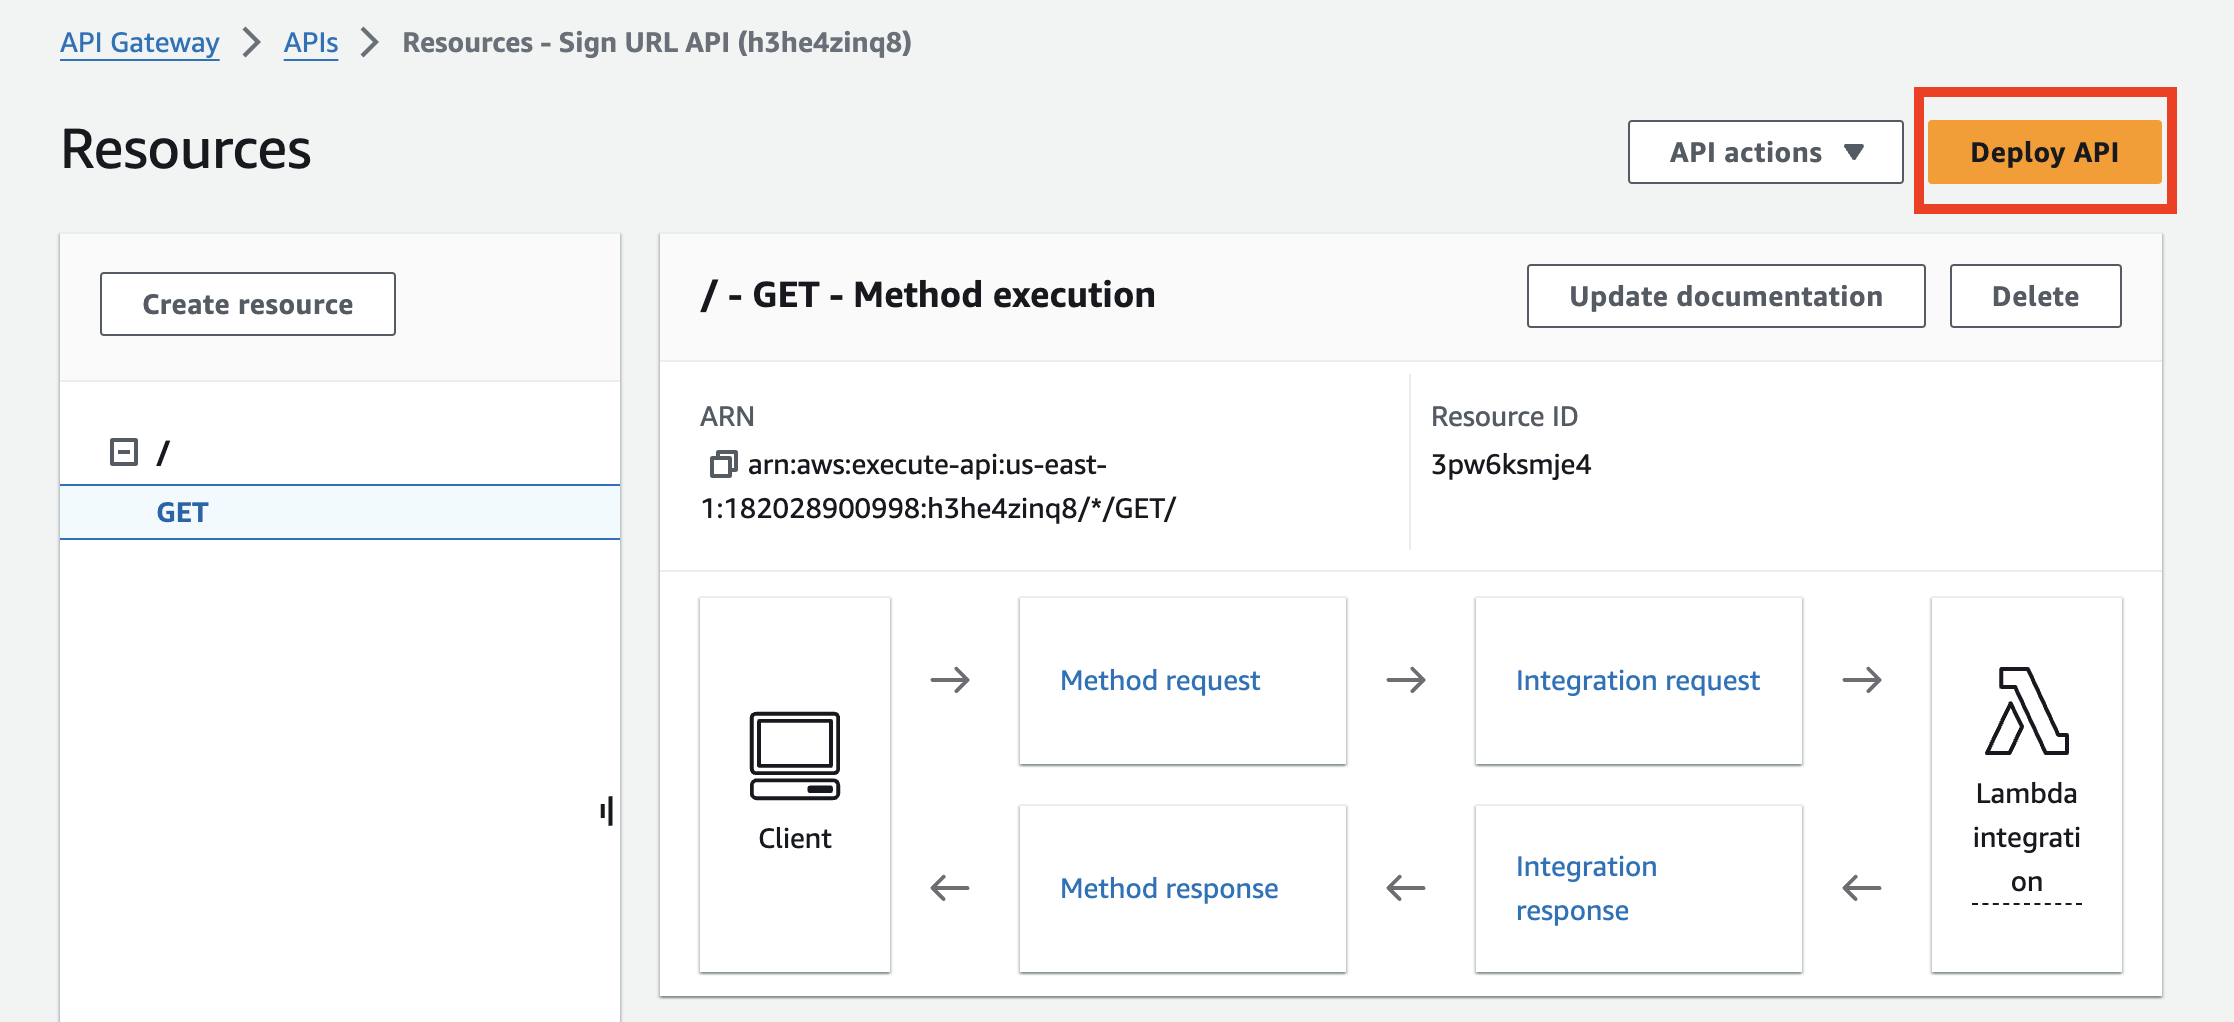 API Gateway > APIs > Resources - Sign URL API (h3he4zinq8)
Resources
API actions ▼
Deploy API
Create resource
/
GET
/ - GET - Method execution
Update documentation
Delete
ARN
arn:aws:execute-api:us-east-
1:182028900998:h3he4zinq8/*/GET/
Resource ID
3pw6ksmje4
Client
Method request
Integration request
Method response
Integration
response
Lambda
integrati
on